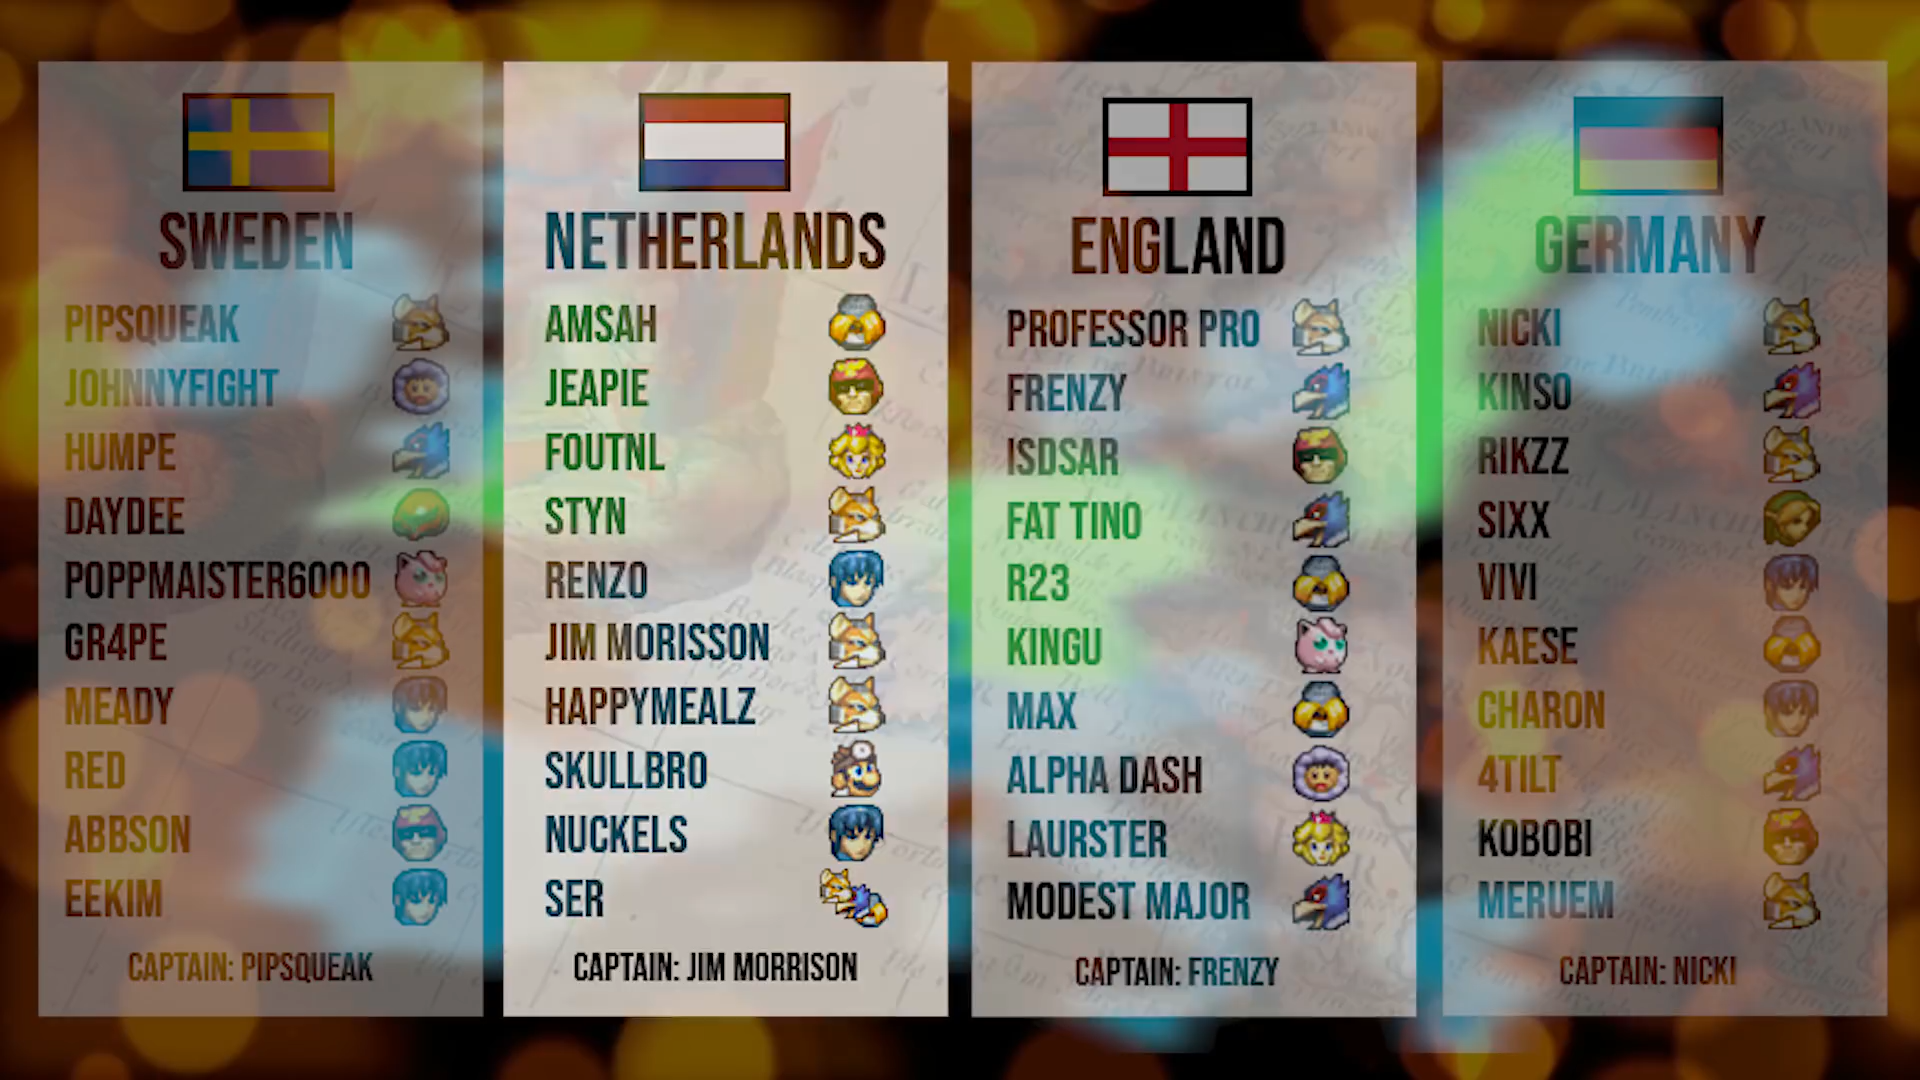 SWEDEN
PIPSQUEAK
JOHNNYFIGHT
HUMPE
DAYDEE
POPPMAISTER6000
GR4PE
MEADY
RED
ABBSON
EEKIM
CAPTAIN: PIPSQUEAK
NETHERLANDS
AMSAH
JEAPIE
FOUTNL
STYN
RENZO
JIM MORISSON
HAPPYMEALZ
SKULLBRO
NUCKELS
SER
CAPTAIN: JIM MORRISON
ENGLAND
PROFESSOR PRO
FRENZY
ISDSAR
FAT TINO
R23
KINGU
MAX
ALPHA DASH
LAURSTER
MODEST MAJOR
CAPTAIN: FRENZY
GERMANY
NICKI
KINSO
RIKZZ
SIXX
VIVI
KAESE
CHARON
4TILT
KOBOBI
MERUEM
CAPTAIN: NICKI